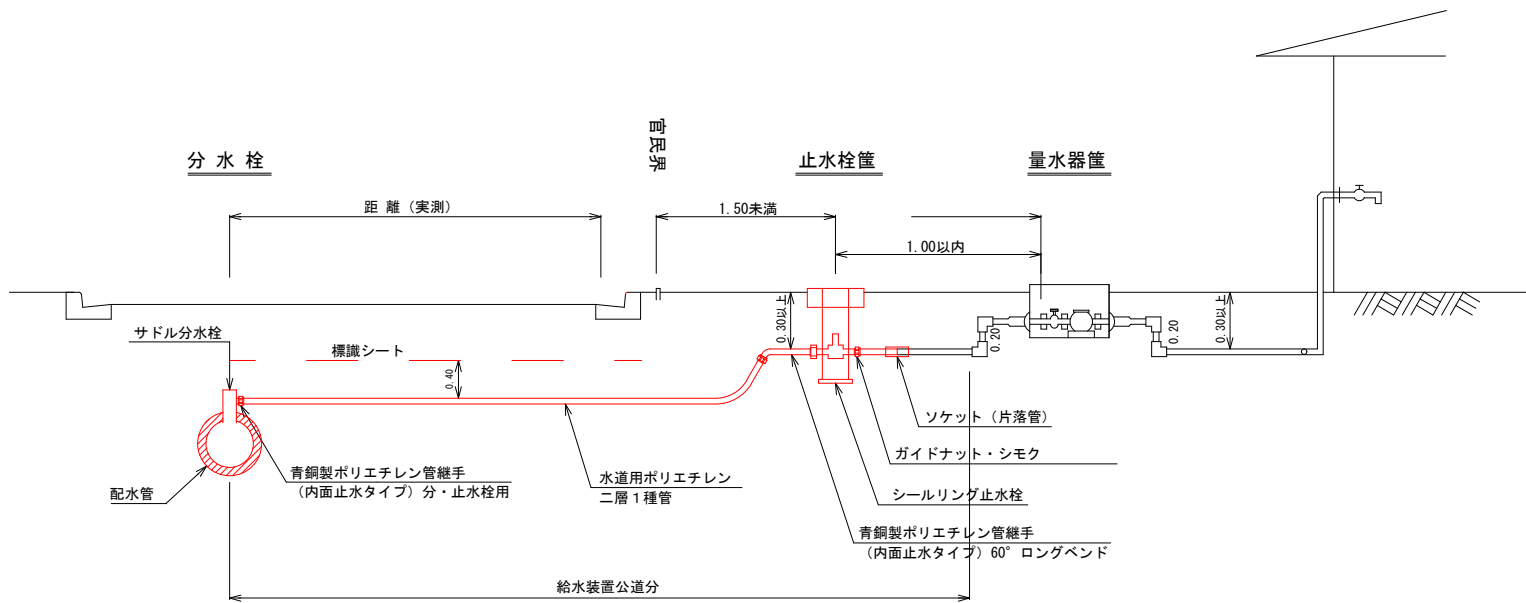 官民界
分水栓
止水栓筐
量水器筐
距離（実測）
1.50未満
1.00以内
サドル分水栓
標識シート
0.40
0.30以上
0.20
0.20
0.30以上
ソケット（片落管）
ガイドナット・シモク
青銅製ポリエチレン管継手
（内面止水タイプ）分・止水栓用
水道用ポリエチレン
二層１種管
配水管
シールリング止水栓
青銅製ポリエチレン管継手
（内面止水タイプ）60°ロングベンド
給水装置公道分